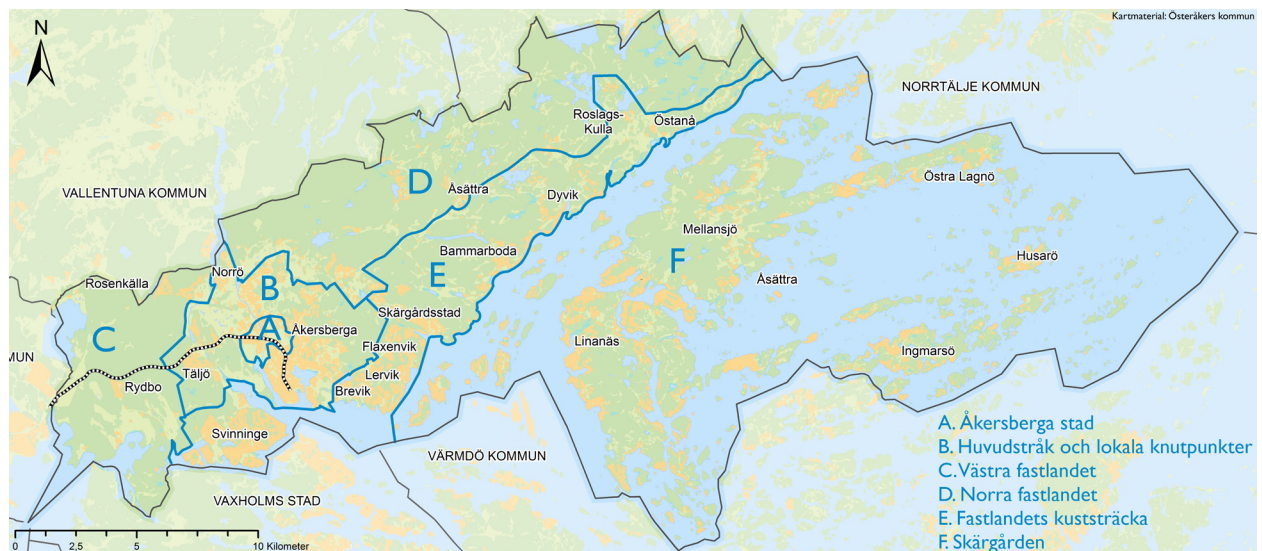 Kartmaterial: Österåkers kommun
N
NORRTÄLJE KOMMUN
Roslags-
Kulla
Östanå
Östra Lagnö
D
Åsättra
Dyvik
VALLENTUNA KOMMUN
Mellansjö
Bammarboda
Husarö
F
Norrö
E
Åsättra
Rosenkälla
B
Skärgårdsstad
A
Åkersberga
C
Linanäs
Flaxenvik
Ingmarsö
MUN
Täljö
Lervik
Rydbo
Brevik
Svinninge
VÄRMDÖ KOMMUN
VAXHOLMS STAD
A. Åkersberga stad
B. Huvudstråk och lokala knutpunkter
C. Västra fastlandet
D. Norra fastlandet
E. Fastlandets kuststräcka
F. Skärgården
0 2,5 5 10 Kilometer